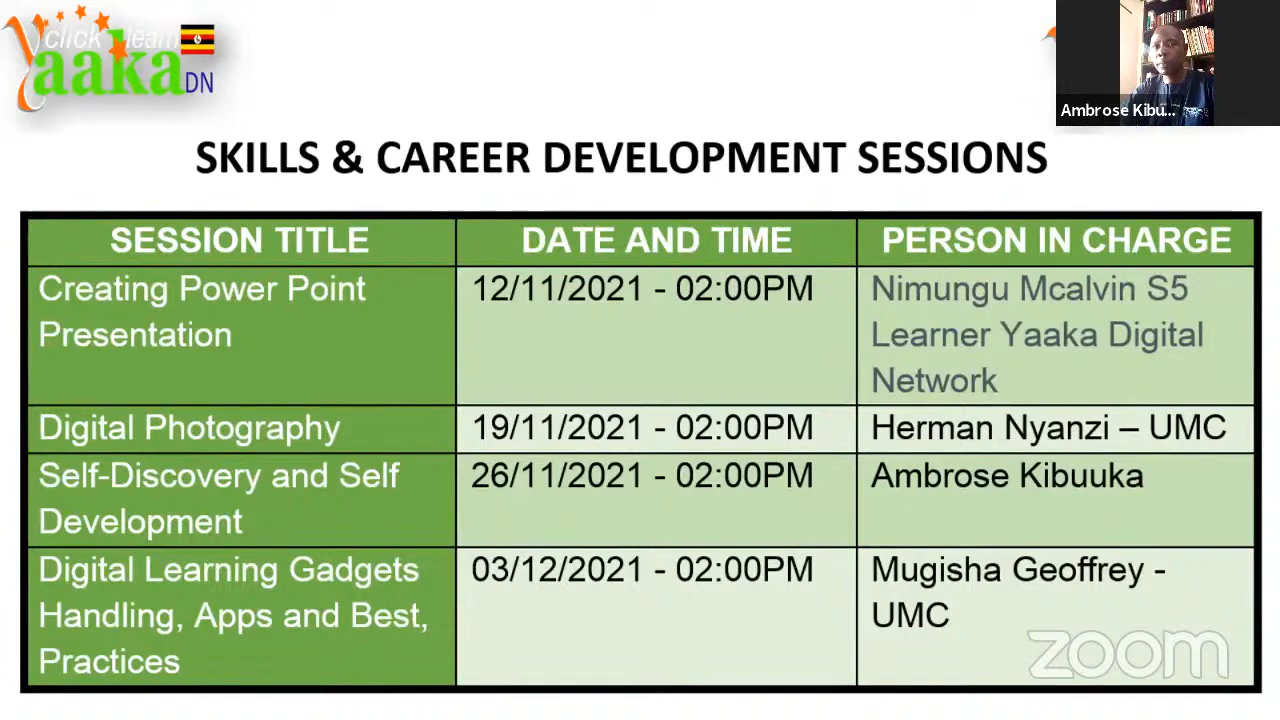 click learn
Yaaka DN
Ambrose Kibu...
SKILLS & CAREER DEVELOPMENT SESSIONS
SESSION TITLE
DATE AND TIME
PERSON IN CHARGE
Creating Power Point
Presentation
12/11/2021 - 02:00PM
Nimungu Mcalvin S5
Learner Yaaka Digital
Network
Digital Photography
19/11/2021 - 02:00PM
Herman Nyanzi – UMC
Self-Discovery and Self
Development
26/11/2021 - 02:00PM
Ambrose Kibuuka
Digital Learning Gadgets
Handling, Apps and Best,
Practices
03/12/2021 - 02:00PM
Mugisha Geoffrey -
UMC
zoom